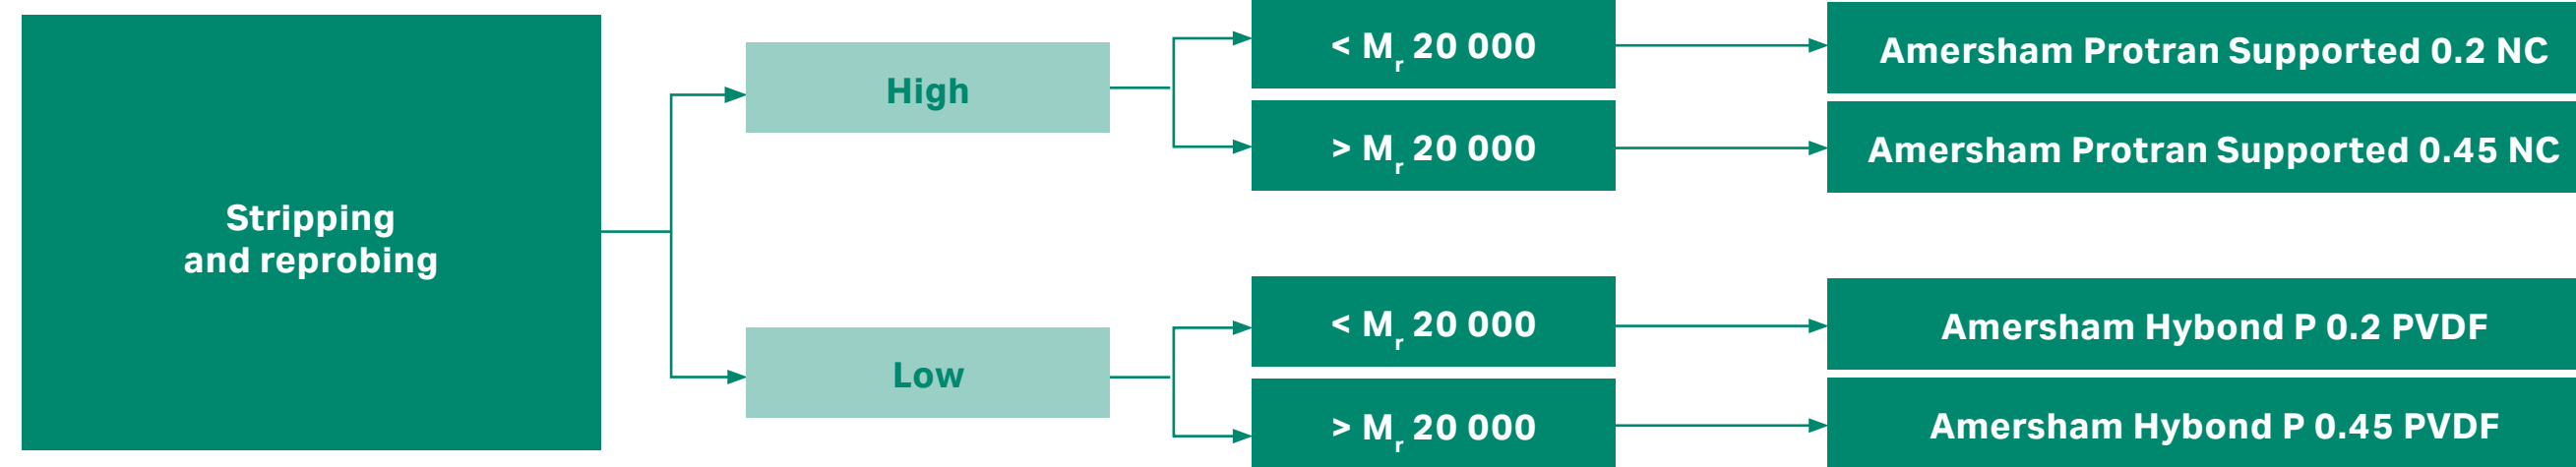 Stripping
and reprobing
High
< Mr 20 000
Amersham Protran Supported 0.2 NC
> Mr 20 000
Amersham Protran Supported 0.45 NC
Low
< Mr 20 000
Amersham Hybond P 0.2 PVDF
> Mr 20 000
Amersham Hybond P 0.45 PVDF